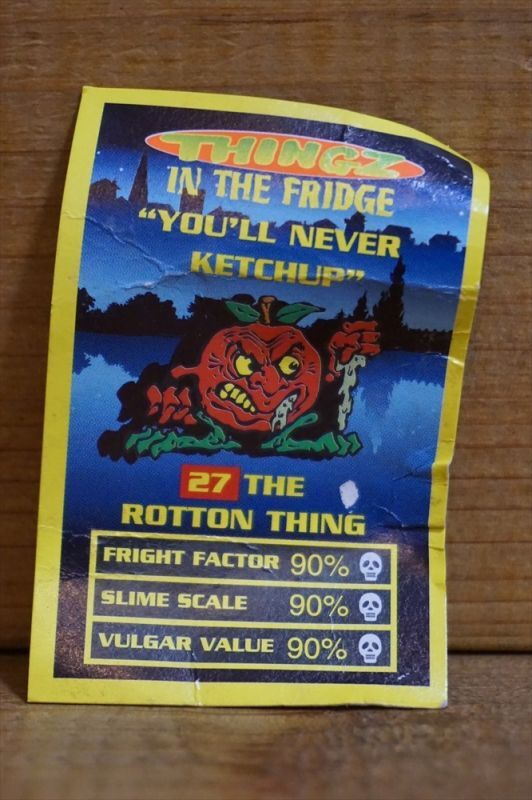 THINGZ
IN THE FRIDGE
"YOU'LL NEVER
KETCHUP"
27 THE
ROTTON THING
FRIGHT FACTOR 90%
SLIME SCALE 90%
VULGAR VALUE 90%